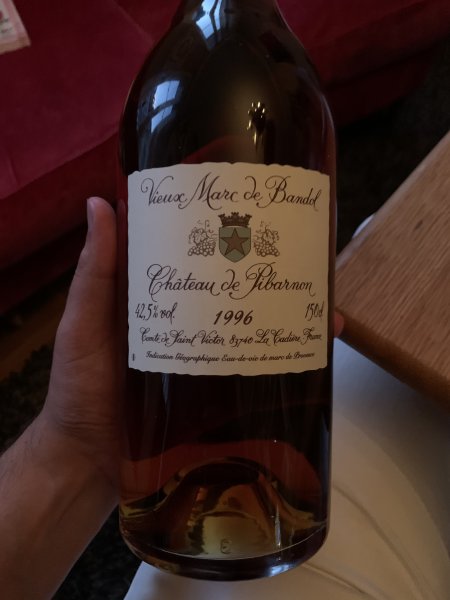 Vieux Marc de Bandol
Château de Pibarnon
42,5% vol. 1996 150cl
Comte de Saint Victor 83740 La Cadière, France
Indication Géographique Eau-de-vie de marc de Provence